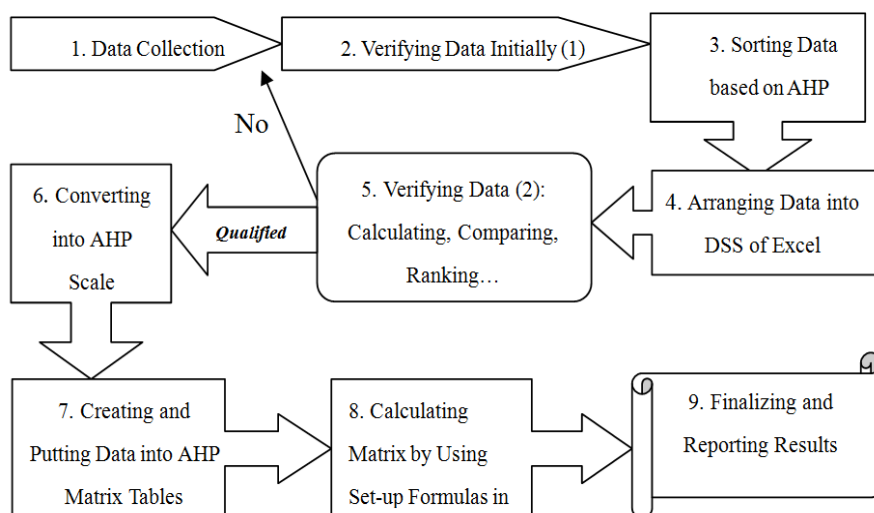 1. Data Collection
2. Verifying Data Initially (1)
3. Sorting Data
based on AHP
No
4. Arranging Data into
DSS of Excel
5. Verifying Data (2):
Calculating, Comparing,
Ranking…
Qualified
6. Converting
into AHP
Scale
7. Creating and
Putting Data into AHP
Matrix Tables
8. Calculating
Matrix by Using
Set-up Formulas in
9. Finalizing and
Reporting Results